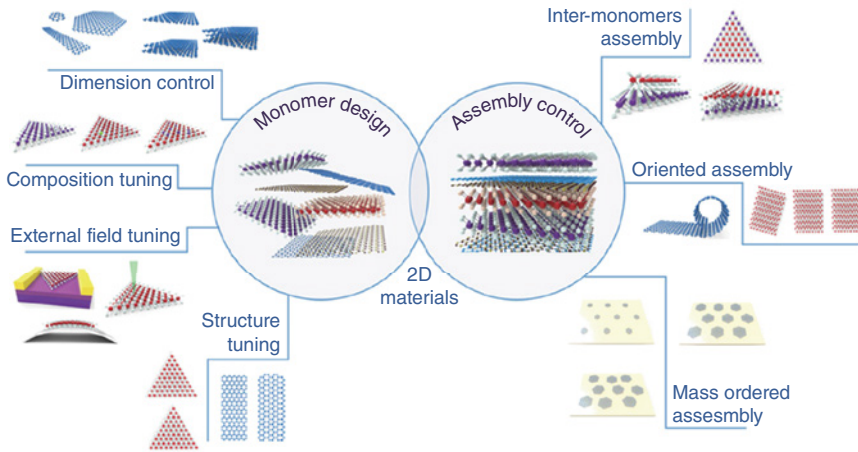 Dimension control
Composition tuning
External field tuning
Structure
tuning
Monomer design
Assembly control
2D
materials
Inter-monomers
assembly
Oriented assembly
Mass ordered
assesmbly